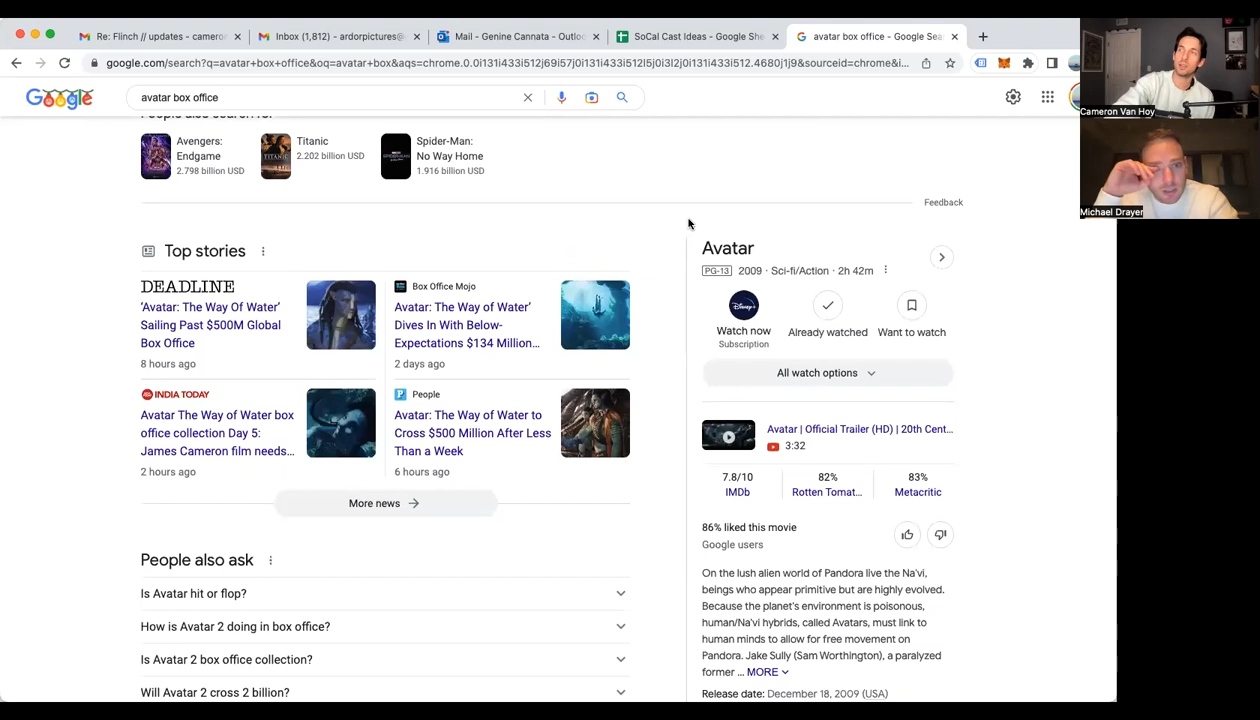 Re: Flinch // updates - cameron
Inbox (1,812) - ardorpictures@
Mail - Genine Cannata - Outloo
SoCal Cast Ideas - Google She
avatar box office - Google Sea
google.com/search?q=avatar+box+office&oq=avatar+box&aqs=chrome.0.0i131i433i512j69i57j0i131i433i512l5j0i3l2j0i131i433i512.4680j1j9&sourceid=chrome&i...
Google
avatar box office
People also search for
Avengers:
Endgame
2.798 billion USD
Titanic
2.202 billion USD
Spider-Man:
No Way Home
1.916 billion USD
Feedback
Top stories
DEADLINE
‘Avatar: The Way Of Water’
Sailing Past $500M Global
Box Office
8 hours ago
Box Office Mojo
‘Avatar: The Way of Water’
Dives In With Below-
Expectations $134 Million...
2 days ago
INDIA TODAY
Avatar The Way of Water box
office collection Day 5:
James Cameron film needs...
2 hours ago
People
Avatar: The Way of Water to
Cross $500 Million After Less
Than a Week
6 hours ago
More news
People also ask
Is Avatar hit or flop?
How is Avatar 2 doing in box office?
Is Avatar 2 box office collection?
Will Avatar 2 cross 2 billion?
Avatar
PG-13 2009 · Sci-fi/Action · 2h 42m
Disney+
Watch now
Subscription
Already watched
Want to watch
All watch options
Avatar | Official Trailer (HD) | 20th Cent...
3:32
7.8/10
IMDb
82%
Rotten Tomat...
83%
Metacritic
86% liked this movie
Google users
On the lush alien world of Pandora live the Na'vi,
beings who appear primitive but are highly evolved.
Because the planet's environment is poisonous,
human/Na'vi hybrids, called Avatars, must link to
human minds to allow for free movement on
Pandora. Jake Sully (Sam Worthington), a paralyzed
former ... MORE
Release date: December 18, 2009 (USA)
Cameron Van Hoy
Michael Drayer